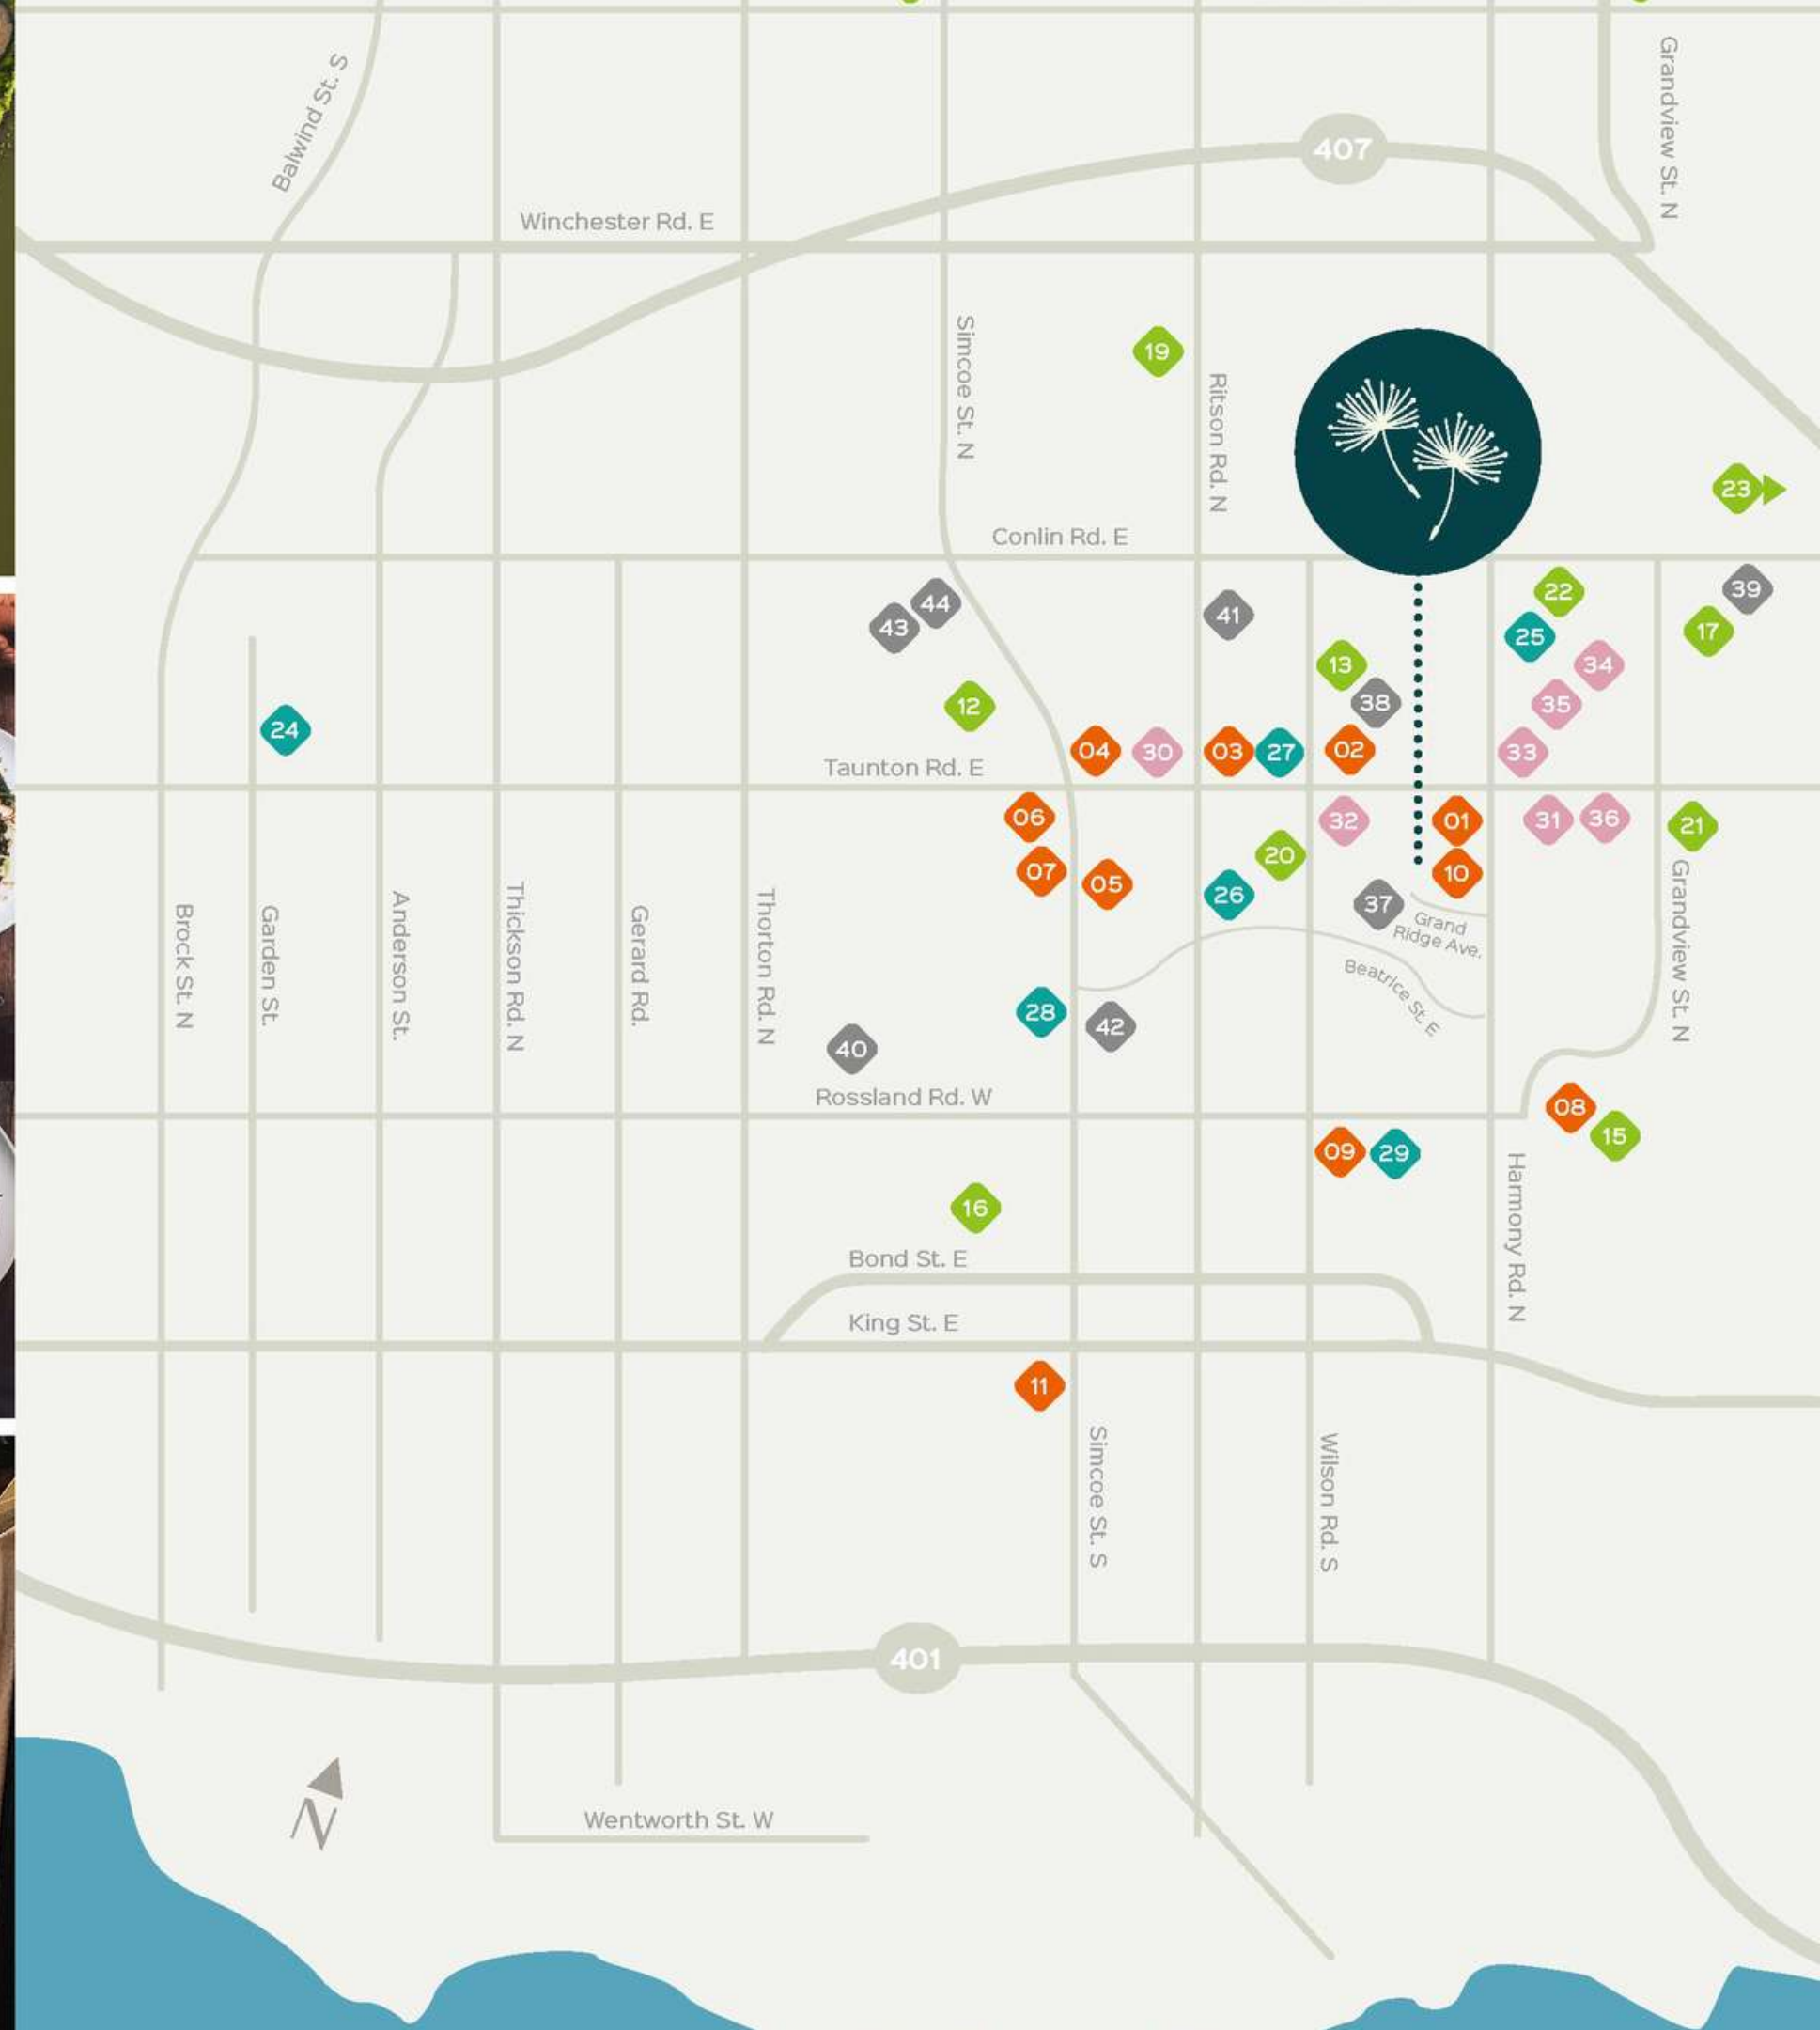 Balwind St. S
Grandview St. N
407
Winchester Rd. E
Simcoe St. N
19
Ritson Rd. N
23
Conlin Rd. E
44
43
41
22
39
25
17
13
34
38
35
12
24
04
30
03
27
02
33
Taunton Rd. E
06
32
01
31
36
21
07
05
20
10
26
37
Grand
Ridge Ave.
Brock St. N
Garden St.
Anderson St.
Thickson Rd. N
Gerard Rd.
Thorton Rd. N
Grandview St. N
Beatrice St. E
28
42
40
Rossland Rd. W
08
15
09
29
16
Harmony Rd. N
Bond St. E
King St. E
11
Simcoe St. S
Wilson Rd. S
401
N
Wentworth St. W